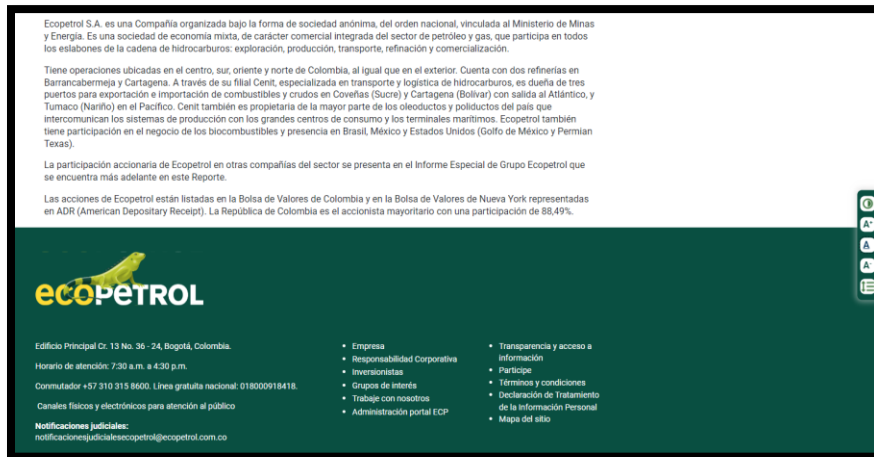 Ecopetrol S.A. es una Compañía organizada bajo la forma de sociedad anónima, del orden nacional, vinculada al Ministerio de Minas
y Energía. Es una sociedad de economía mixta, de carácter comercial integrada del sector de petróleo y gas, que participa en todos
los eslabones de la cadena de hidrocarburos: exploración, producción, transporte, refinación y comercialización.
Tiene operaciones ubicadas en el centro, sur, oriente y norte de Colombia, al igual que en el exterior. Cuenta con dos refinerías en
Barrancabermeja y Cartagena. A través de su filial Cenit, especializada en transporte y logística de hidrocarburos, es dueña de tres
puertos para exportación e importación de combustibles y crudos en Coveñas (Sucre) y Cartagena (Bolívar) con salida al Atlántico, y
Tumaco (Nariño) en el Pacífico. Cenit también es propietaria de la mayor parte de los oleoductos y poliductos del país que
intercomunican los sistemas de producción con los grandes centros de consumo y los terminales marítimos. Ecopetrol también
tiene participación en el negocio de los biocombustibles y presencia en Brasil, México y Estados Unidos (Golfo de México y Permian
Texas).
La participación accionaria de Ecopetrol en otras compañías del sector se presenta en el Informe Especial de Grupo Ecopetrol que
se encuentra más adelante en este Reporte.
Las acciones de Ecopetrol están listadas en la Bolsa de Valores de Colombia y en la Bolsa de Valores de Nueva York representadas
en ADR (American Depositary Receipt). La República de Colombia es el accionista mayoritario con una participación de 88,49%.
A+
A
A-
ecopeTROL
Edificio Principal Cr. 13 No. 36 - 24, Bogotá, Colombia.
Horario de atención: 7:30 a.m. a 4:30 p.m.
Conmutador +57 310 315 8600. Línea gratuita nacional: 018000918418.
Canales físicos y electrónicos para atención al público
Notificaciones judiciales:
notificacionesjudicialesecopetrol@ecopetrol.com.co
• Empresa
• Responsabilidad Corporativa
• Inversionistas
• Grupos de interés
• Trabaje con nosotros
• Administración portal ECP
• Transparencia y acceso a
información
• Participe
• Términos y condiciones
• Declaración de Tratamiento
de la Información Personal
• Mapa del sitio